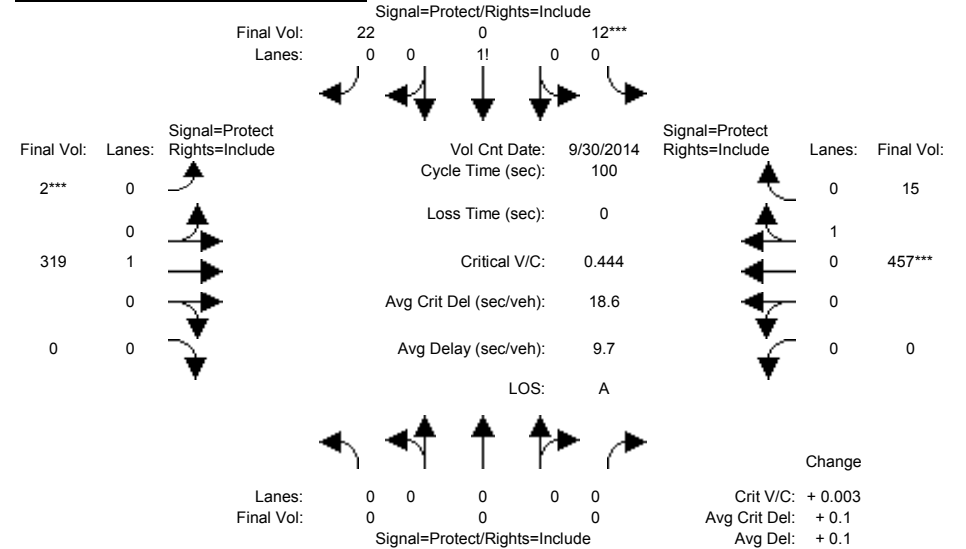 Signal=Protect/Rights=Include
Final Vol: 22 0 12***
Lanes: 0 0 1! 0 0
Signal=Protect Signal=Protect
Final Vol: Lanes: Rights=Include Vol Cnt Date: 9/30/2014 Rights=Include Lanes: Final Vol:
Cycle Time (sec): 100
2*** 0 0 15
Loss Time (sec): 0
0 1
319 1 Critical V/C: 0.444 0 457***
0 Avg Crit Del (sec/veh): 18.6 0
0 0 Avg Delay (sec/veh): 9.7 0 0
LOS: A
Change
Lanes: 0 0 0 0 0 Crit V/C: + 0.003
Final Vol: 0 0 0 Avg Crit Del: + 0.1
Signal=Protect/Rights=Include Avg Del: + 0.1